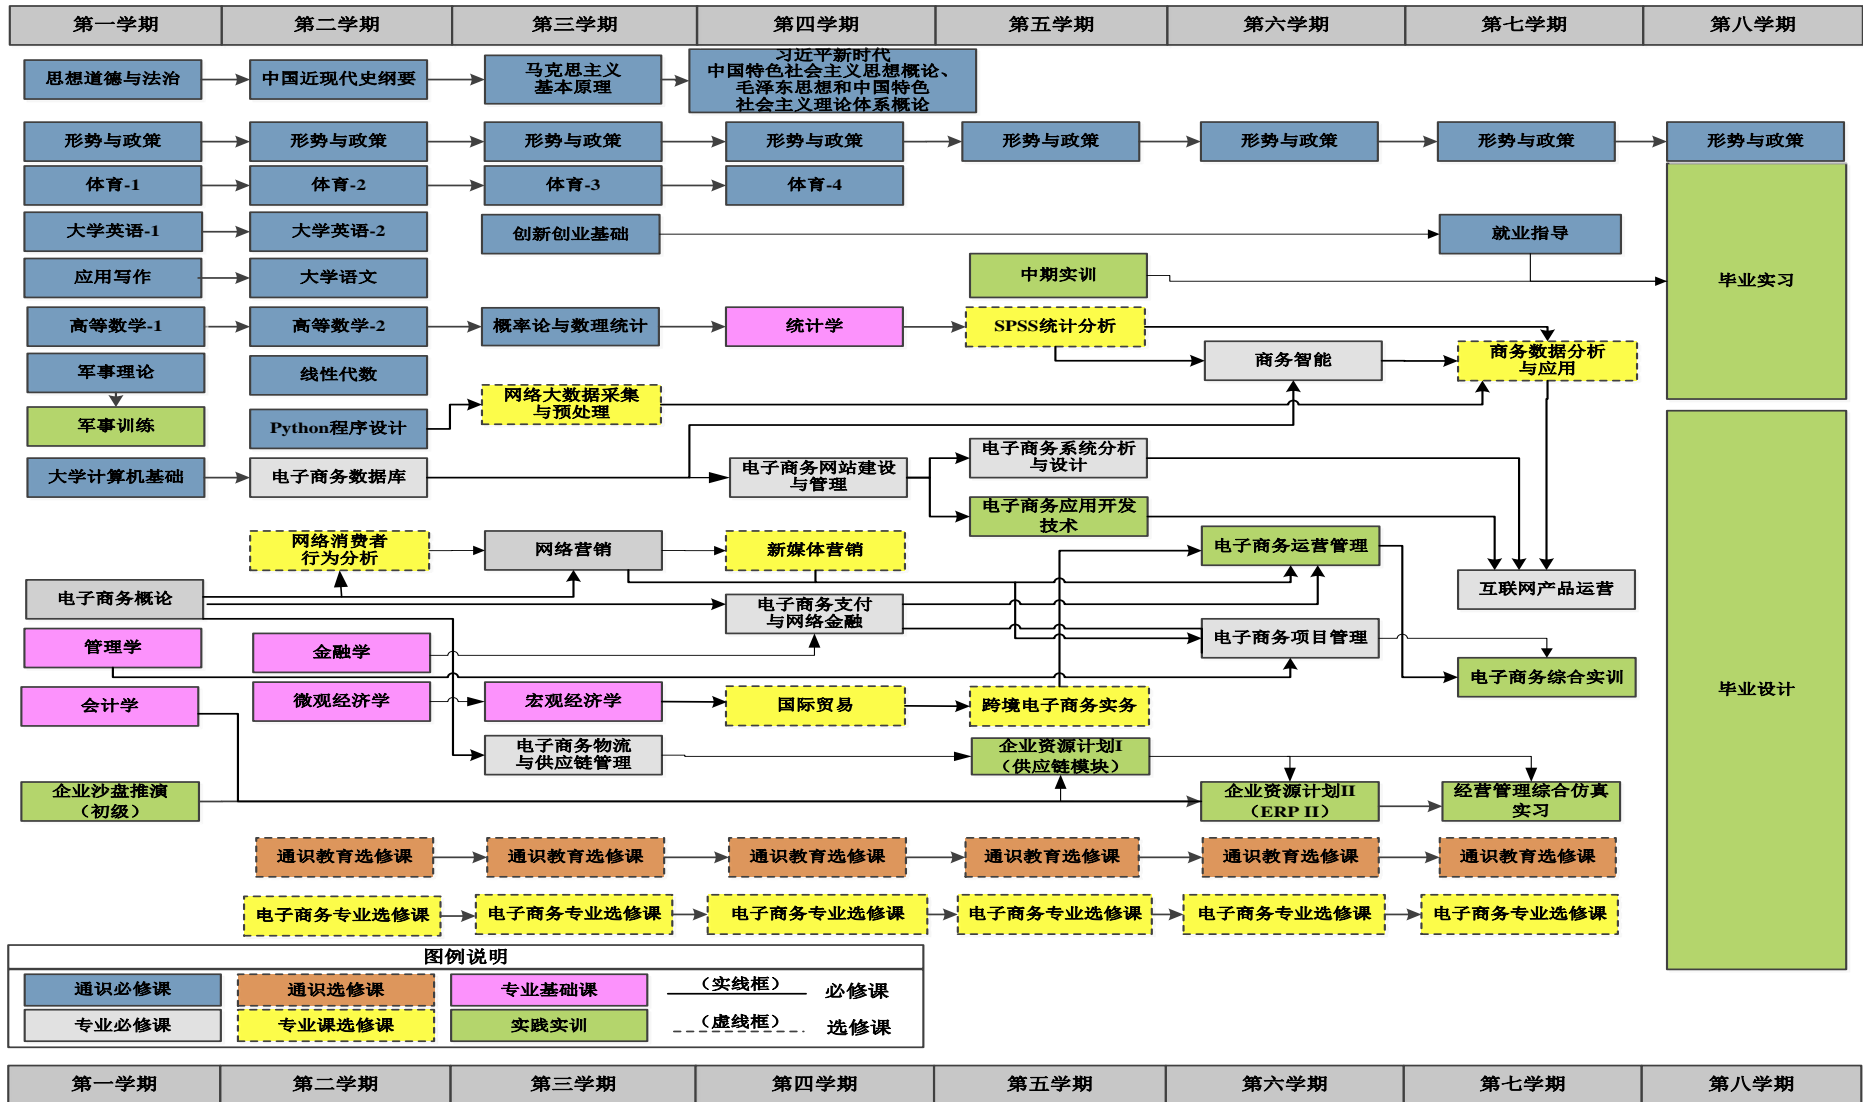 第一学期
第二学期
第三学期
第四学期
第五学期
第六学期
第七学期
第八学期
思想道德与法治
中国近现代史纲要
马克思主义
基本原理
习近平新时代
中国特色社会主义思想概论、
毛泽东思想和中国特色
社会主义理论体系概论
形势与政策
形势与政策
形势与政策
形势与政策
形势与政策
形势与政策
形势与政策
形势与政策
体育-1
体育-2
体育-3
体育-4
大学英语-1
大学英语-2
创新创业基础
就业指导
应用写作
大学语文
中期实训
毕业实习
高等数学-1
高等数学-2
概率论与数理统计
统计学
SPSS统计分析
军事理论
线性代数
商务智能
商务数据分析
与应用
军事训练
Python程序设计
网络大数据采集
与预处理
大学计算机基础
电子商务数据库
电子商务网站建设
与管理
电子商务系统分析
与设计
电子商务应用开发
技术
网络消费者
行为分析
网络营销
新媒体营销
电子商务运营管理
互联网产品运营
电子商务概论
电子商务支付
与网络金融
管理学
金融学
电子商务项目管理
电子商务综合实训
毕业设计
会计学
微观经济学
宏观经济学
国际贸易
跨境电子商务实务
电子商务物流
与供应链管理
企业资源计划I
（供应链模块）
企业沙盘推演
（初级）
企业资源计划II
（ERP II）
经营管理综合仿真
实习
通识教育选修课
通识教育选修课
通识教育选修课
通识教育选修课
通识教育选修课
通识教育选修课
电子商务专业选修课
电子商务专业选修课
电子商务专业选修课
电子商务专业选修课
电子商务专业选修课
电子商务专业选修课
图例说明
通识必修课
通识选修课
专业基础课
（实线框）
必修课
专业必修课
专业课选修课
实践实训
（虚线框）
选修课
第一学期
第二学期
第三学期
第四学期
第五学期
第六学期
第七学期
第八学期